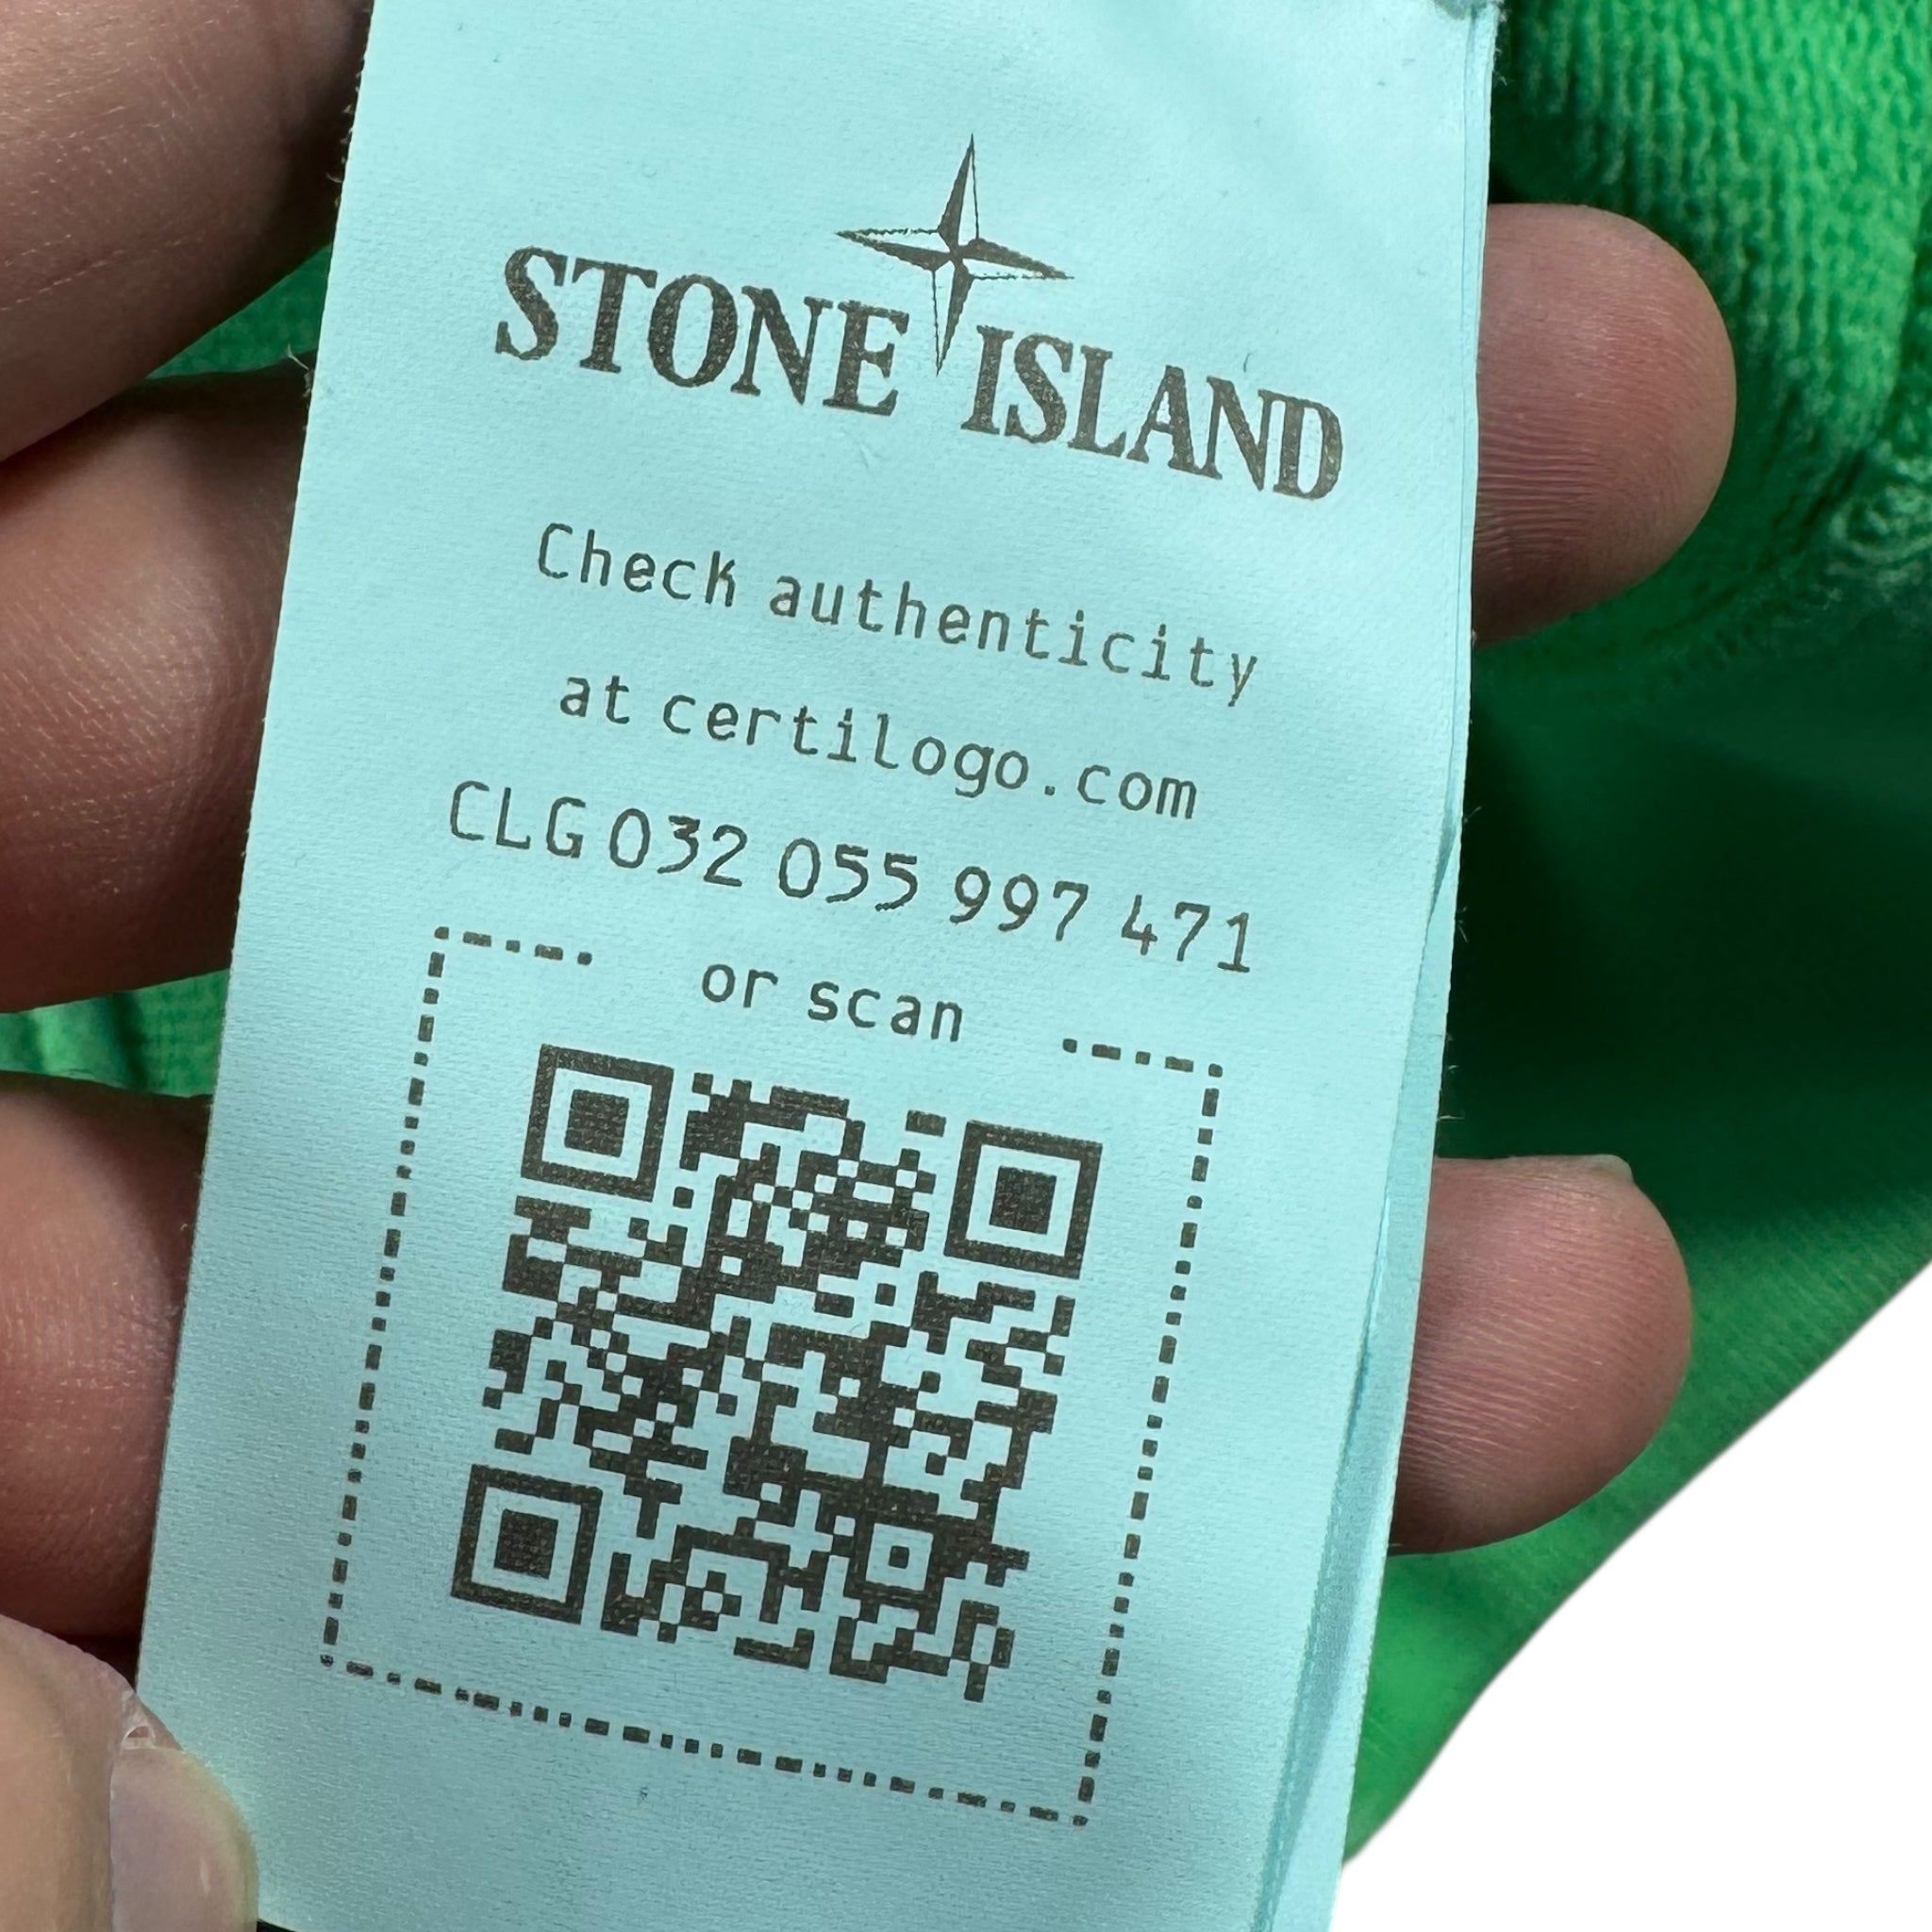 STONE ISLAND
Check authenticity
at certilogo.com
CLG 032 055 997 471
or scan